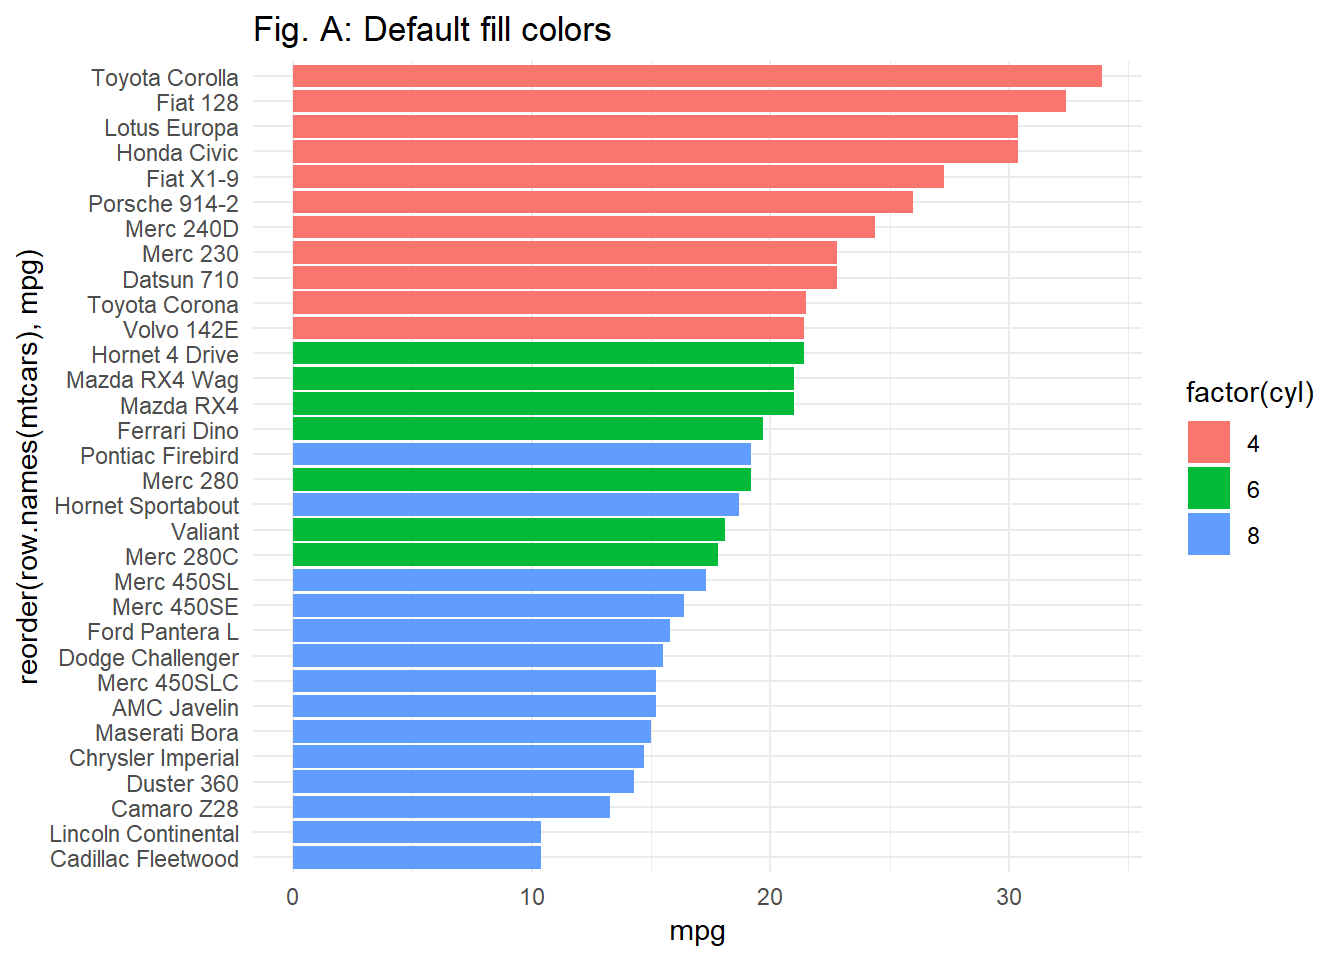 Fig. A: Default fill colors
Toyota Corolla
Fiat 128
Lotus Europa
Honda Civic
Fiat X1-9
Porsche 914-2
Merc 240D
Merc 230
Datsun 710
Toyota Corona
Volvo 142E
Hornet 4 Drive
Mazda RX4 Wag
Mazda RX4
Ferrari Dino
Pontiac Firebird
Merc 280
Hornet Sportabout
Valiant
Merc 280C
Merc 450SL
Merc 450SE
Ford Pantera L
Dodge Challenger
Merc 450SLC
AMC Javelin
Maserati Bora
Chrysler Imperial
Duster 360
Camaro Z28
Lincoln Continental
Cadillac Fleetwood
reorder(row.names(mtcars), mpg)
0 10 20 30
mpg
factor(cyl)
4
6
8